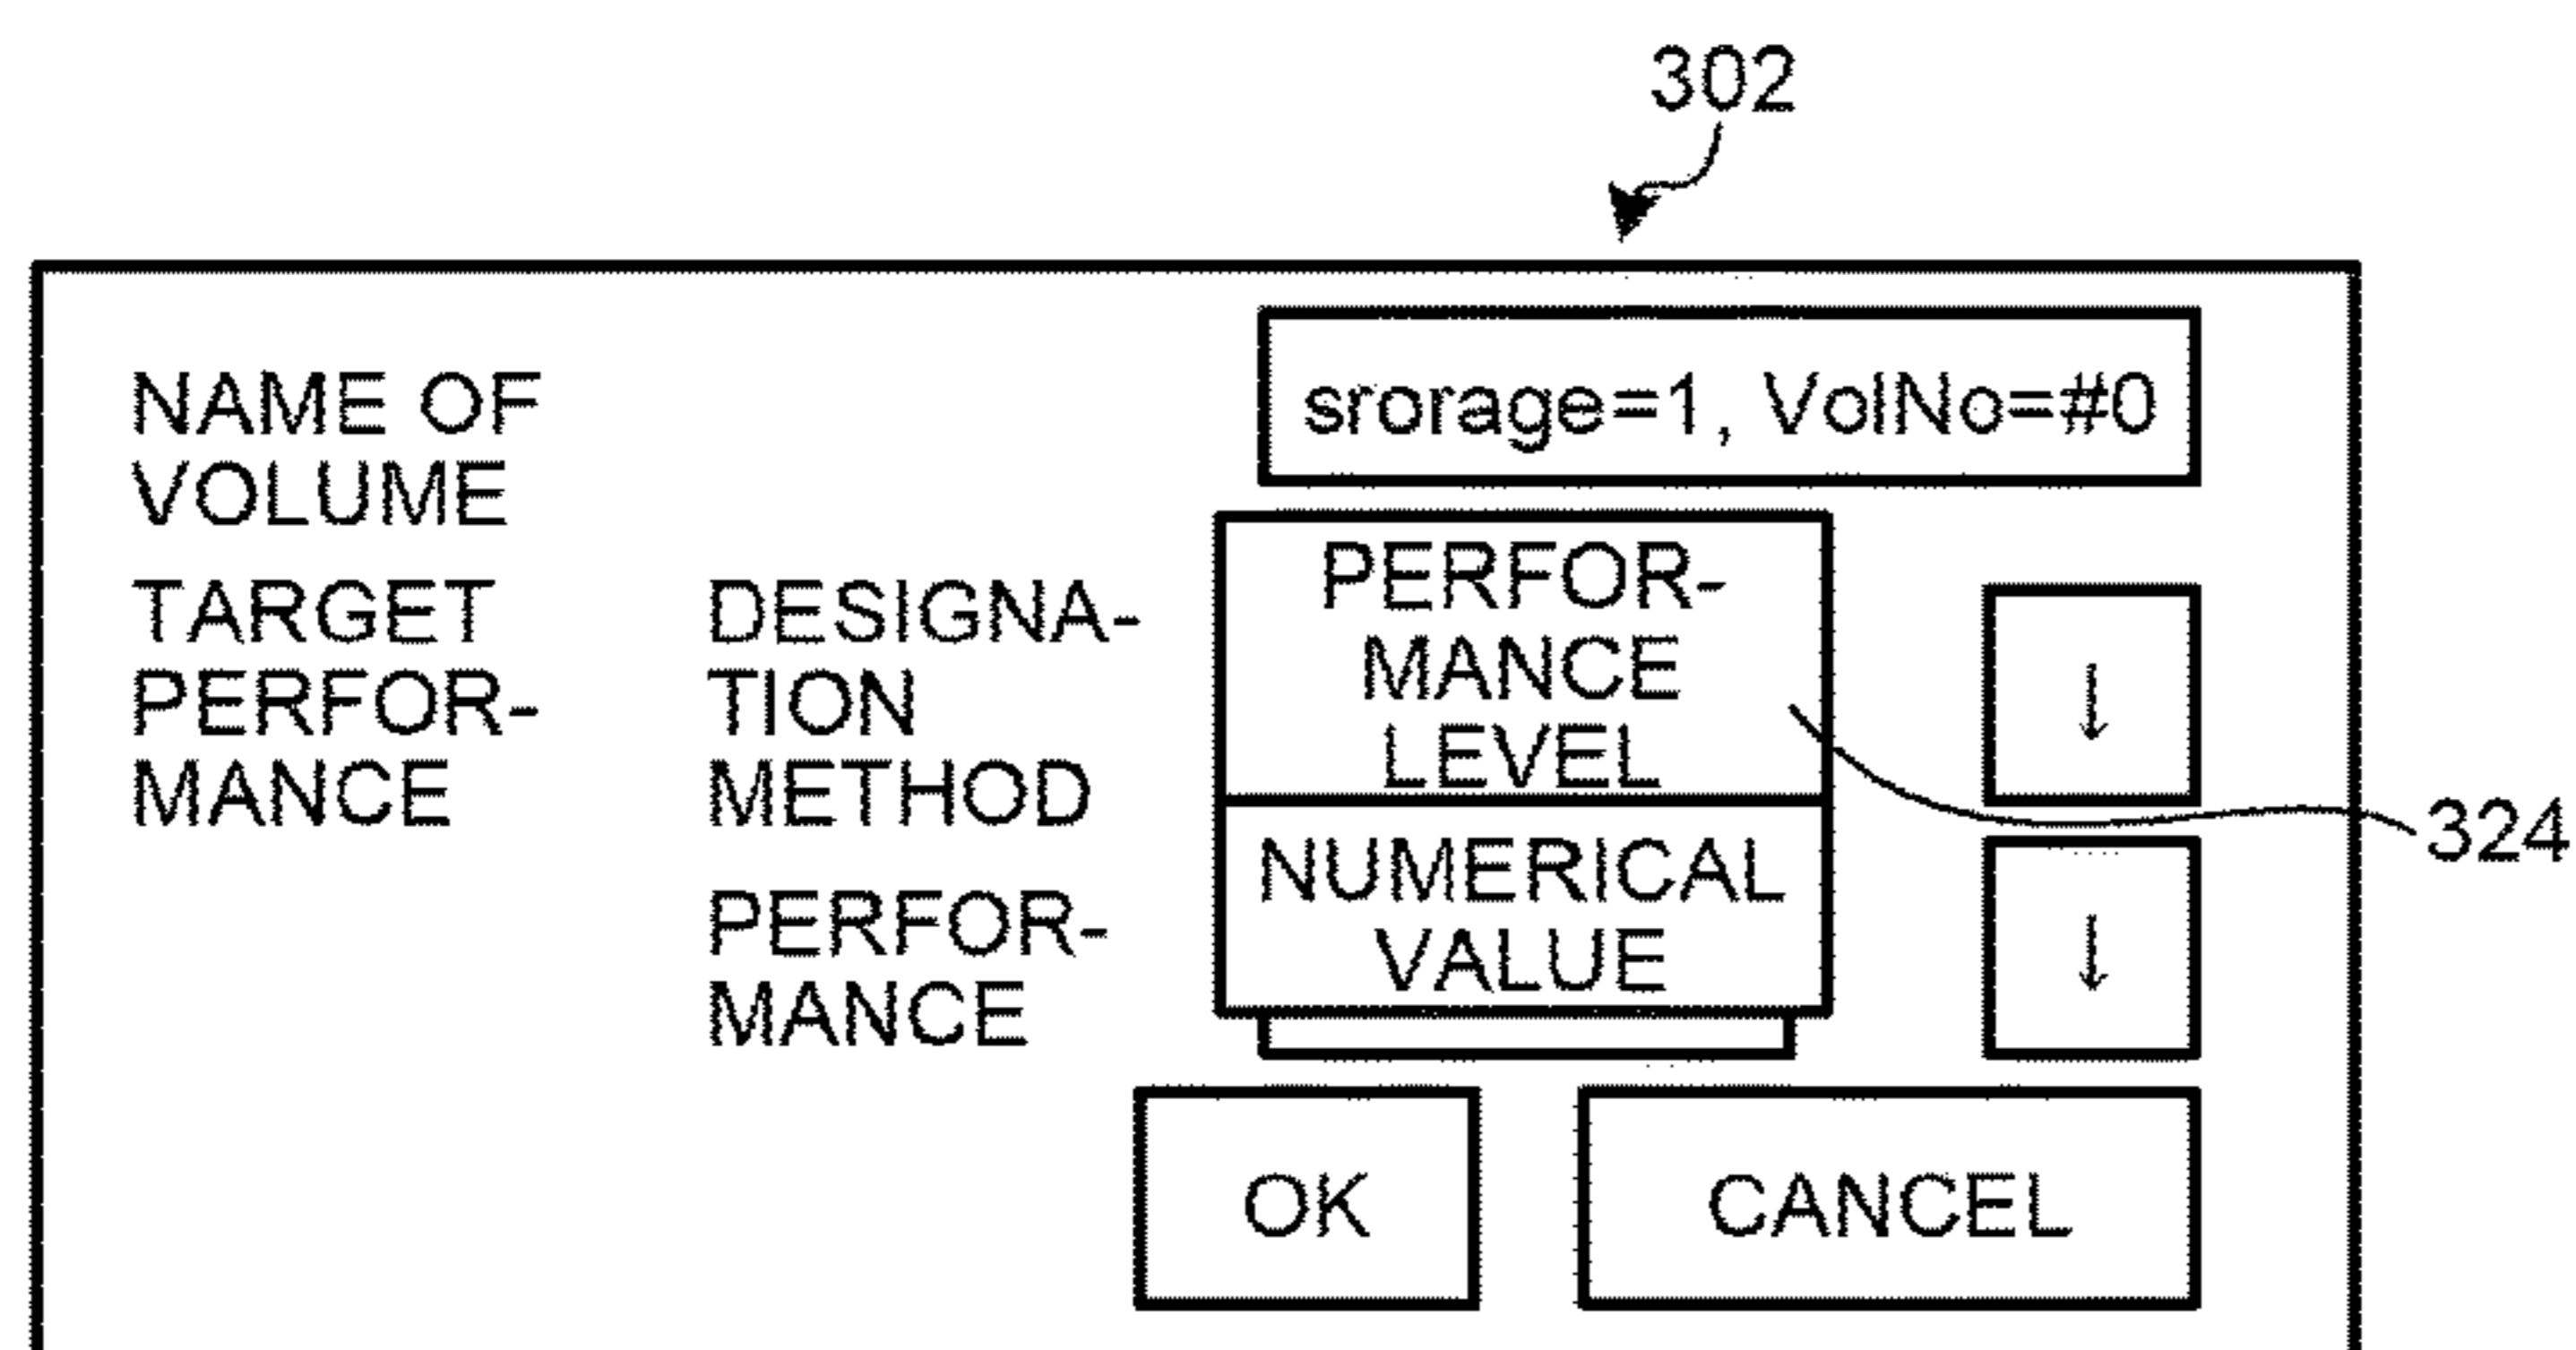 302
NAME OF
VOLUME
srorage=1, VolNo=#0
TARGET
PERFOR-
MANCE
DESIGNA-
TION
METHOD
PERFOR-
MANCE
LEVEL
↓
324
PERFOR-
MANCE
NUMERICAL
VALUE
↓
OK
CANCEL